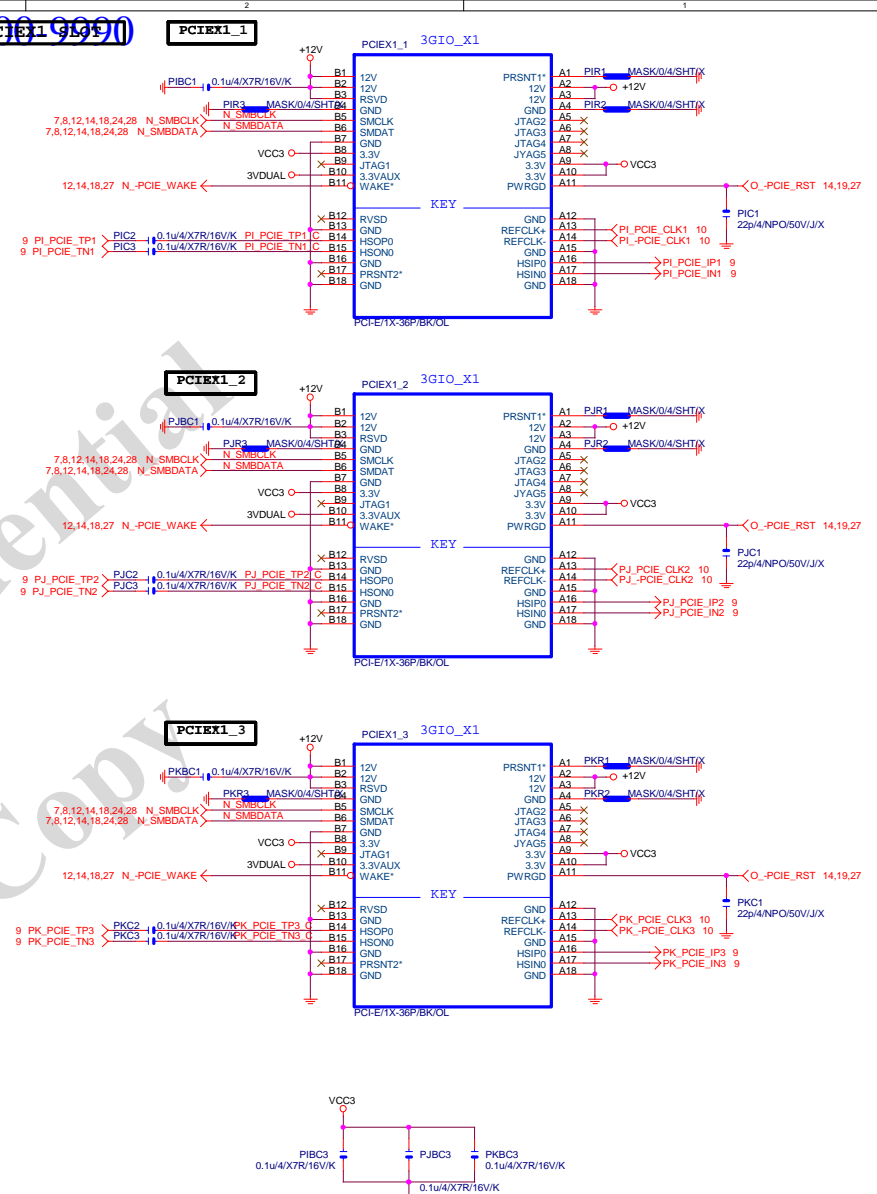 2 1
PCIEX1 SLOT
PCIEX1_1
+12V
PCIEX1_1 3GIO_X1
PIBC1 0.1u/4/X7R/16V/K
B1 12V PRSNT1* A1 PIR1 MASK/0/4/SHT/X
B2 12V 12V A2 +12V
B3 RSVD 12V A3
PIR3 MASK/0/4/SHT/X B4 GND GND A4 PIR2 MASK/0/4/SHT/X
7,8,12,14,18,24,28 N_SMBCLK N_SMBCLK B5 SMCLK JTAG2 A5
7,8,12,14,18,24,28 N_SMBDATA N_SMBDATA B6 SMDAT JTAG3 A6
B7 GND JTAG4 A7
VCC3 B8 3.3V JYAG5 A8
B9 JTAG1 3.3V A9 VCC3
3VDUAL B10 3.3VAUX 3.3V A10
12,14,18,27 N_-PCIE_WAKE B11 WAKE* PWRGD A11 O_-PCIE_RST 14,19,27
KEY
PIC1
22p/4/NPO/50V/J/X
B12 RVSD GND A12
B13 GND REFCLK+ A13 PI_PCIE_CLK1 10
9 PI_PCIE_TP1 PIC2 0.1u/4/X7R/16V/K PI_PCIE_TP1_C B14 HSOP0 REFCLK- A14 PI_-PCIE_CLK1 10
9 PI_PCIE_TN1 PIC3 0.1u/4/X7R/16V/K PI_PCIE_TN1_C B15 HSON0 GND A15
B16 GND HSIP0 A16 PI_PCIE_IP1 9
B17 PRSNT2* HSIN0 A17 PI_PCIE_IN1 9
B18 GND GND A18
PCI-E/1X-36P/BK/OL
PCIEX1_2
+12V
PCIEX1_2 3GIO_X1
PJBC1 0.1u/4/X7R/16V/K
B1 12V PRSNT1* A1 PJR1 MASK/0/4/SHT/X
B2 12V 12V A2 +12V
B3 RSVD 12V A3
PJR3 MASK/0/4/SHT/X B4 GND GND A4 PJR2 MASK/0/4/SHT/X
7,8,12,14,18,24,28 N_SMBCLK N_SMBCLK B5 SMCLK JTAG2 A5
7,8,12,14,18,24,28 N_SMBDATA N_SMBDATA B6 SMDAT JTAG3 A6
B7 GND JTAG4 A7
VCC3 B8 3.3V JYAG5 A8
B9 JTAG1 3.3V A9 VCC3
3VDUAL B10 3.3VAUX 3.3V A10
12,14,18,27 N_-PCIE_WAKE B11 WAKE* PWRGD A11 O_-PCIE_RST 14,19,27
KEY
PJC1
22p/4/NPO/50V/J/X
B12 RVSD GND A12
B13 GND REFCLK+ A13 PJ_PCIE_CLK2 10
9 PJ_PCIE_TP2 PJC2 0.1u/4/X7R/16V/K PJ_PCIE_TP2_C B14 HSOP0 REFCLK- A14 PJ_-PCIE_CLK2 10
9 PJ_PCIE_TN2 PJC3 0.1u/4/X7R/16V/K PJ_PCIE_TN2_C B15 HSON0 GND A15
B16 GND HSIP0 A16 PJ_PCIE_IP2 9
B17 PRSNT2* HSIN0 A17 PJ_PCIE_IN2 9
B18 GND GND A18
PCI-E/1X-36P/BK/OL
PCIEX1_3
+12V
PCIEX1_3 3GIO_X1
PKBC1 0.1u/4/X7R/16V/K
B1 12V PRSNT1* A1 PKR1 MASK/0/4/SHT/X
B2 12V 12V A2 +12V
B3 RSVD 12V A3
PKR3 MASK/0/4/SHT/X B4 GND GND A4 PKR2 MASK/0/4/SHT/X
7,8,12,14,18,24,28 N_SMBCLK N_SMBCLK B5 SMCLK JTAG2 A5
7,8,12,14,18,24,28 N_SMBDATA N_SMBDATA B6 SMDAT JTAG3 A6
B7 GND JTAG4 A7
VCC3 B8 3.3V JYAG5 A8
B9 JTAG1 3.3V A9 VCC3
3VDUAL B10 3.3VAUX 3.3V A10
12,14,18,27 N_-PCIE_WAKE B11 WAKE* PWRGD A11 O_-PCIE_RST 14,19,27
KEY
PKC1
22p/4/NPO/50V/J/X
B12 RVSD GND A12
B13 GND REFCLK+ A13 PK_PCIE_CLK3 10
9 PK_PCIE_TP3 PKC2 0.1u/4/X7R/16V/K PK_PCIE_TP3_C B14 HSOP0 REFCLK- A14 PK_-PCIE_CLK3 10
9 PK_PCIE_TN3 PKC3 0.1u/4/X7R/16V/K PK_PCIE_TN3_C B15 HSON0 GND A15
B16 GND HSIP0 A16 PK_PCIE_IP3 9
B17 PRSNT2* HSIN0 A17 PK_PCIE_IN3 9
B18 GND GND A18
PCI-E/1X-36P/BK/OL
VCC3
PIBC3 PJBC3 PKBC3
0.1u/4/X7R/16V/K 0.1u/4/X7R/16V/K
0.1u/4/X7R/16V/K
ential
Copy